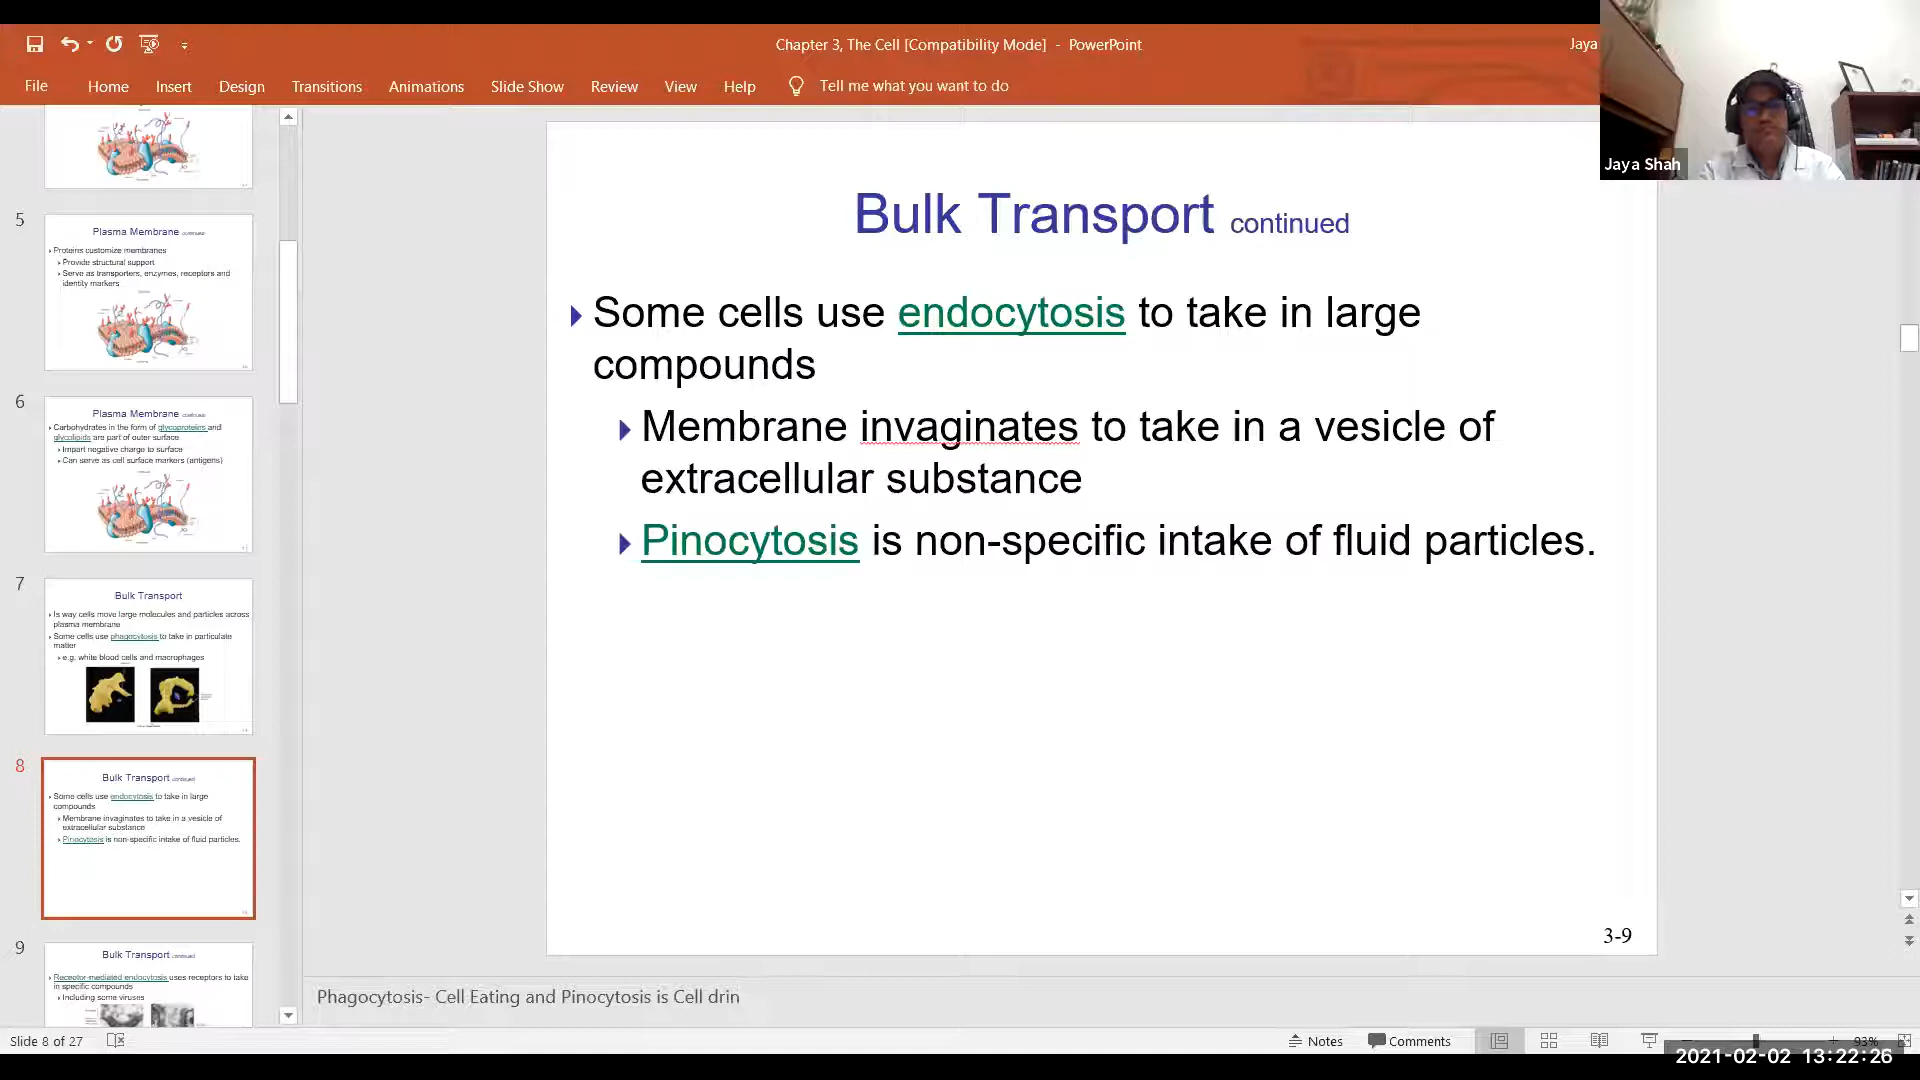 Chapter 3, The Cell [Compatibility Mode] - PowerPoint
Jaya
File Home Insert Design Transitions Animations Slide Show Review View Help Tell me what you want to do
Jaya Shah
5
Plasma Membrane continued
Proteins customize membranes
Provide structural support
Serve as transporters, enzymes, receptors and
identity markers
6
Plasma Membrane continued
Carbohydrates in the form of glycoproteins and
glycolipids are part of outer surface
Impart negative charge to surface
Can serve as cell surface markers (antigens)
7
Bulk Transport
Is way cells move large molecules and particles across
plasma membrane
Some cells use phagocytosis to take in particulate
matter
e.g. white blood cells and macrophages
8
Bulk Transport continued
Some cells use endocytosis to take in large
compounds
Membrane invaginates to take in a vesicle of
extracellular substance
Pinocytosis is non-specific intake of fluid particles.
9
Bulk Transport continued
Receptor-mediated endocytosis uses receptors to take
in specific compounds
Including some viruses
Bulk Transport continued
Some cells use endocytosis to take in large
compounds
Membrane invaginates to take in a vesicle of
extracellular substance
Pinocytosis is non-specific intake of fluid particles.
3-9
Phagocytosis- Cell Eating and Pinocytosis is Cell drin
Slide 8 of 27
Notes Comments 93%
2021-02-02 13:22:26